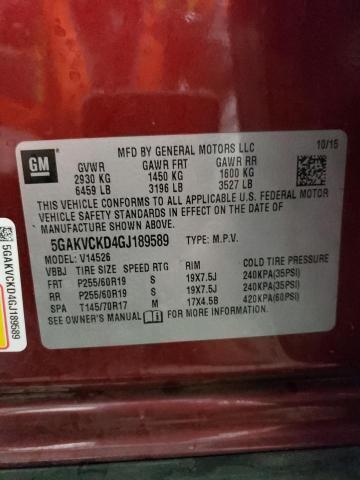 GM
MFD BY GENERAL MOTORS LLC
10/15
GVWR GAWR FRT GAWR RR
2930 KG 1450 KG 1600 KG
6459 LB 3196 LB 3527 LB
THIS VEHICLE CONFORMS TO ALL APPLICABLE U.S. FEDERAL MOTOR
VEHICLE SAFETY STANDARDS IN EFFECT ON THE DATE OF
MANUFACTURE SHOWN ABOVE.
5GAKVCKD4GJ189589 TYPE: M.P.V.
MODEL: V14526
VBBJ TIRE SIZE SPEED RTG RIM COLD TIRE PRESSURE
FRT P255/60R19 S 19X7.5J 240KPA(35PSI)
RR P255/60R19 S 19X7.5J 240KPA(35PSI)
SPA T145/70R17 M 17X4.5B 420KPA(60PSI)
SEE OWNER'S MANUAL FOR MORE INFORMATION.
5GAKVCKD4GJ189589